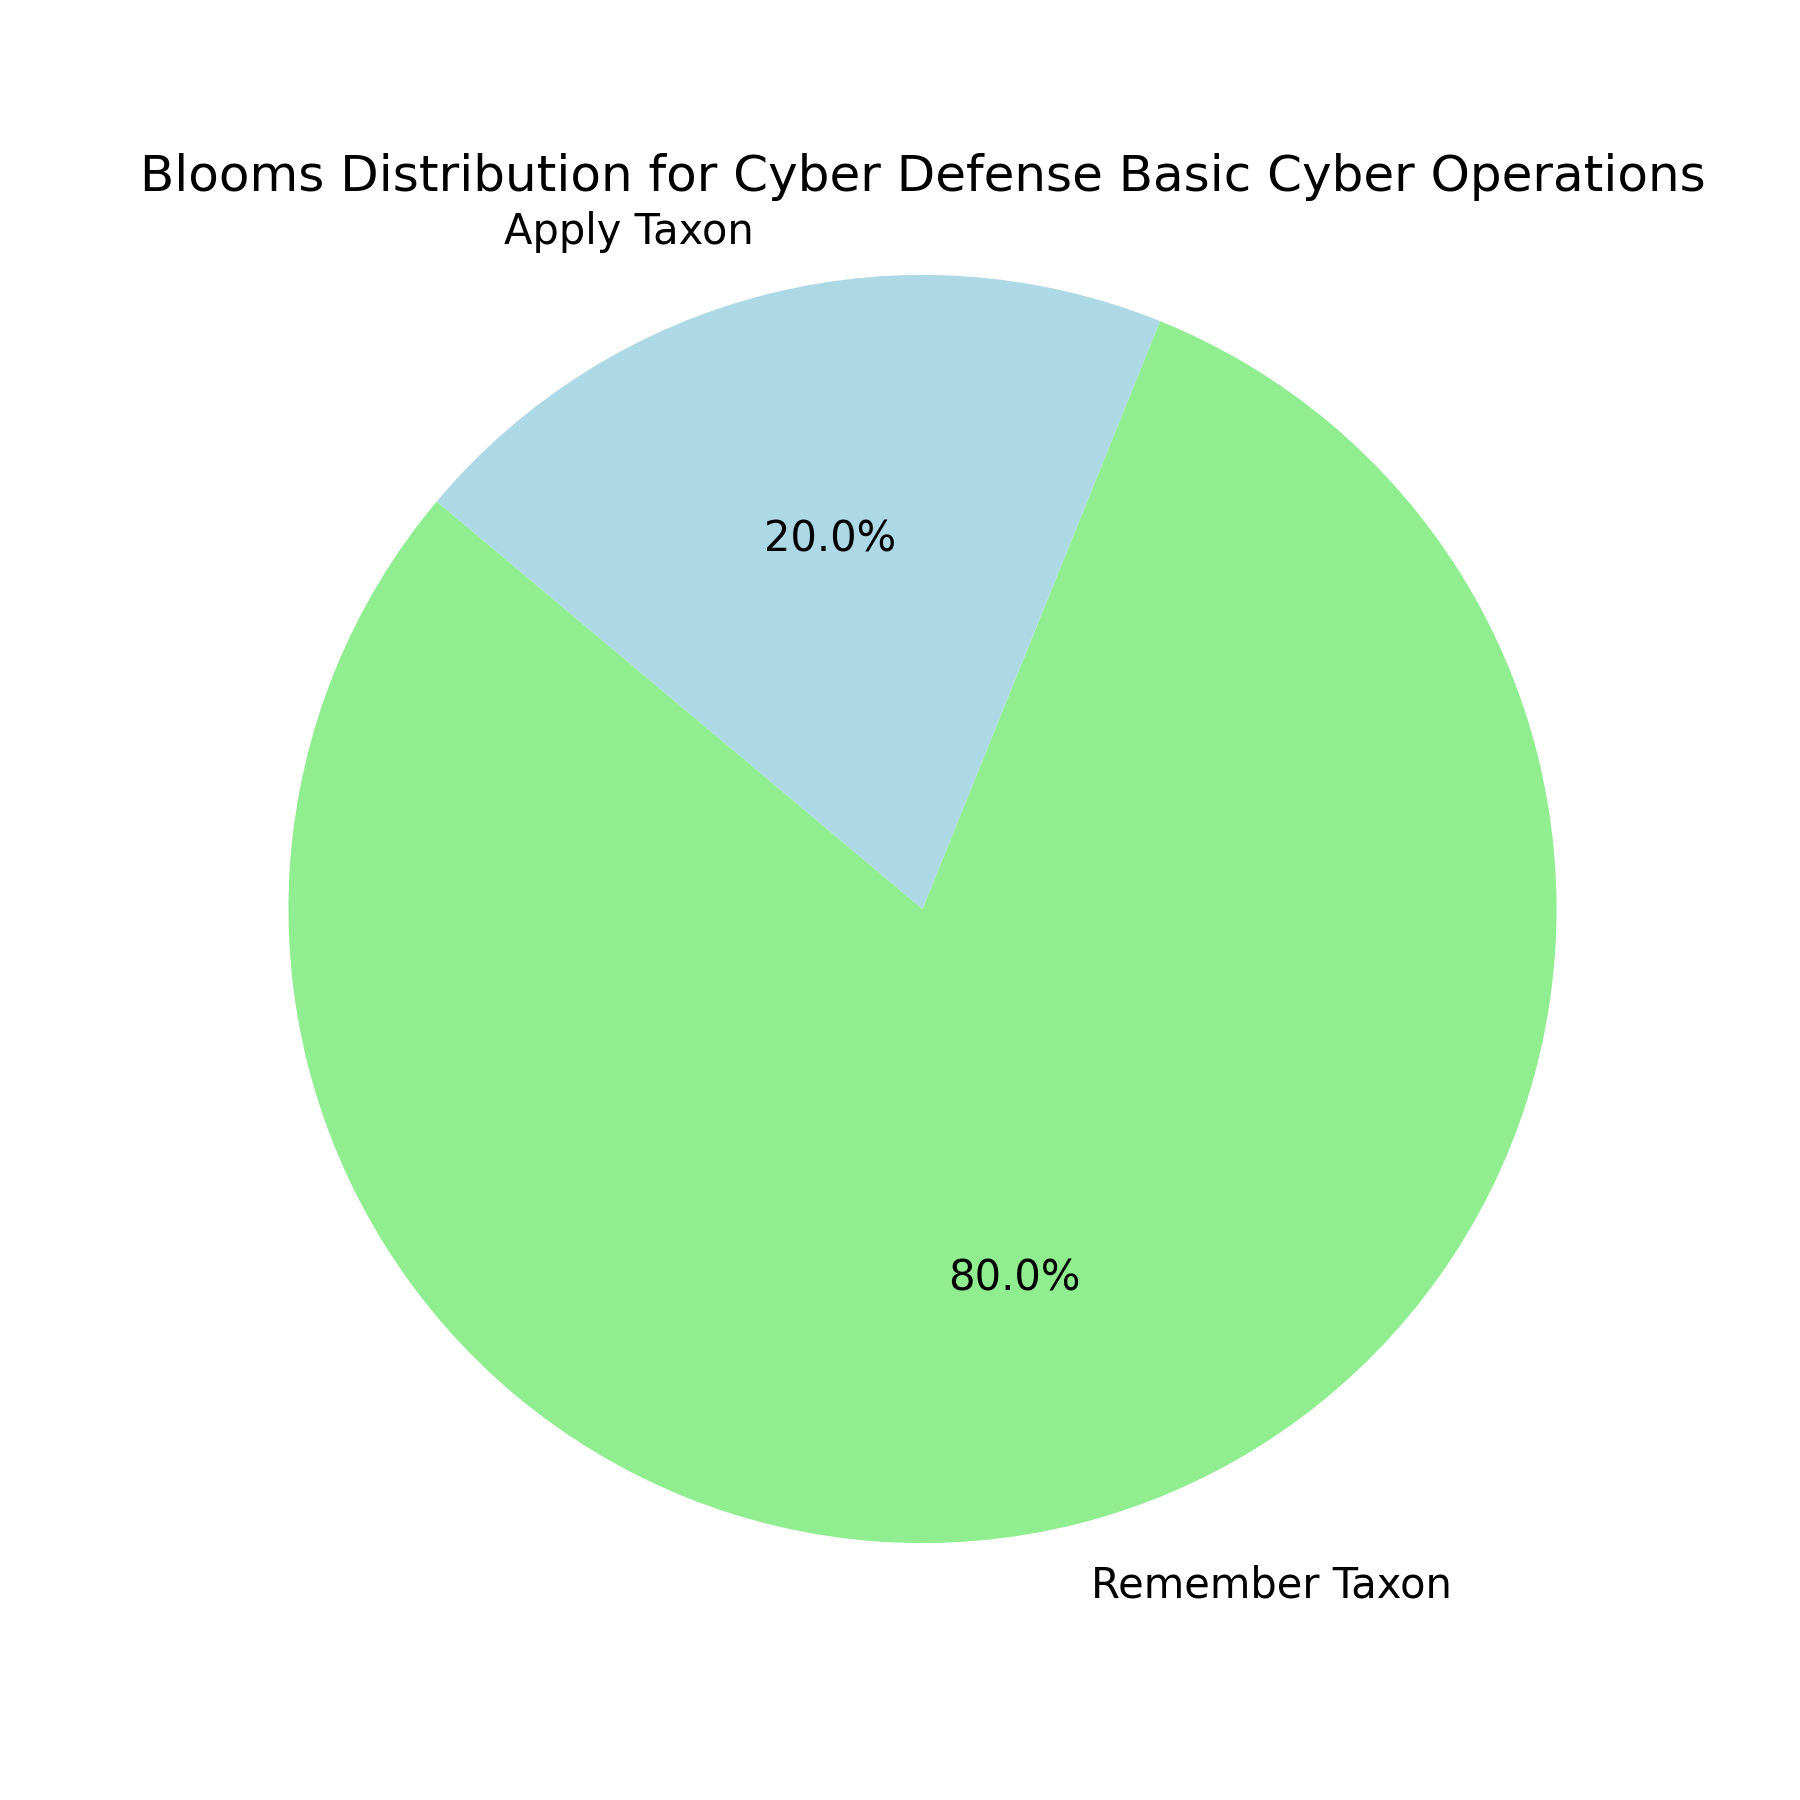 Blooms Distribution for Cyber Defense Basic Cyber Operations
Apply Taxon
20.0%
80.0%
Remember Taxon